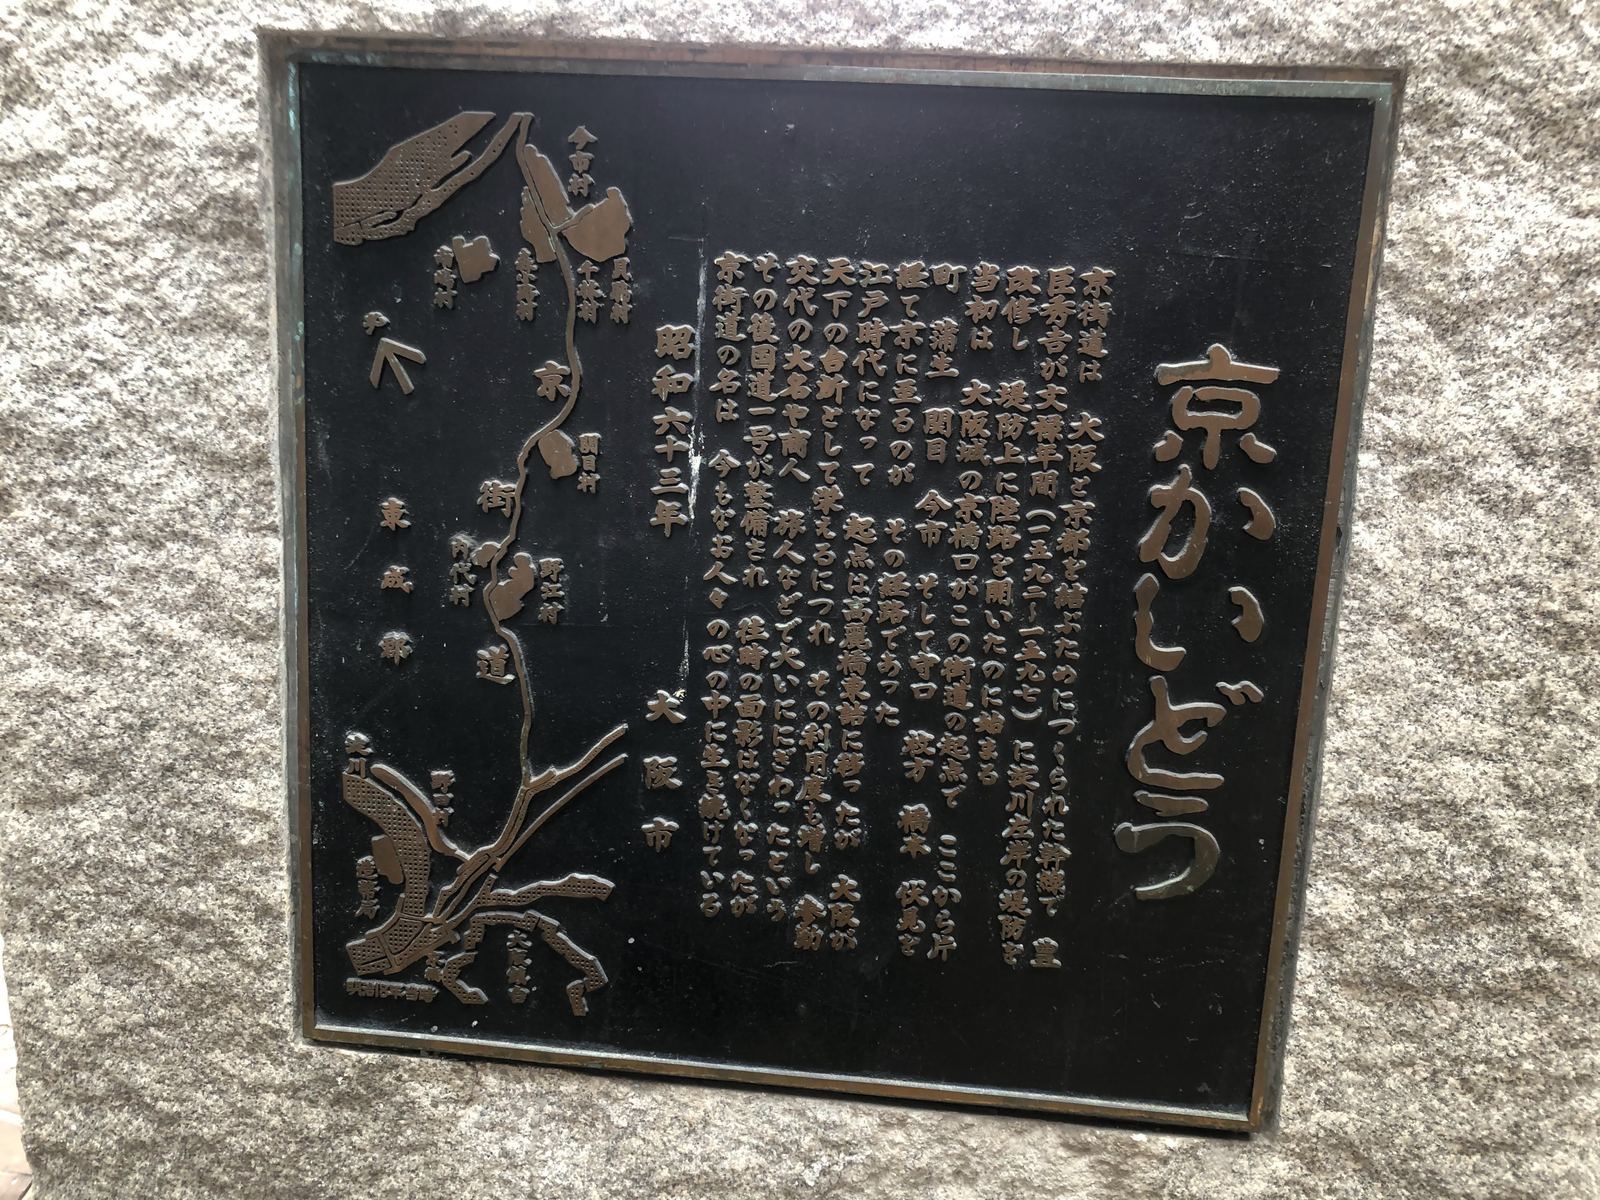 京かいどう
京街道は 大阪と京都を結ぶためにつくられた幹線で 豊
臣秀吉が文禄年間(一五九二~一五九七)に淀川左岸の堤防を
改修し 堤防上に陸路を開いたのに始まる
当初は 大阪城の京橋口がこの街道の起点で ここから片
町 蒲生 関目 今市 そして守口 枚方 橋本 伏見を
経て京に至るのが その経路であった
江戸時代になって 起点は高麗橋東詰に移ったが 大阪が
天下の台所として栄えるにつれ その利用度も増し 参勤
交代の大名や商人 旅人などで大いににぎわったという
その後国道一号が整備され 往時の面影はなくなったが
京街道の名は 今もなお人々の心の中に生き続けている
昭和六十三年 大阪市
今市村
千林村
京街道
関目村
野江村
内代村
東成郡
淀川
野田村